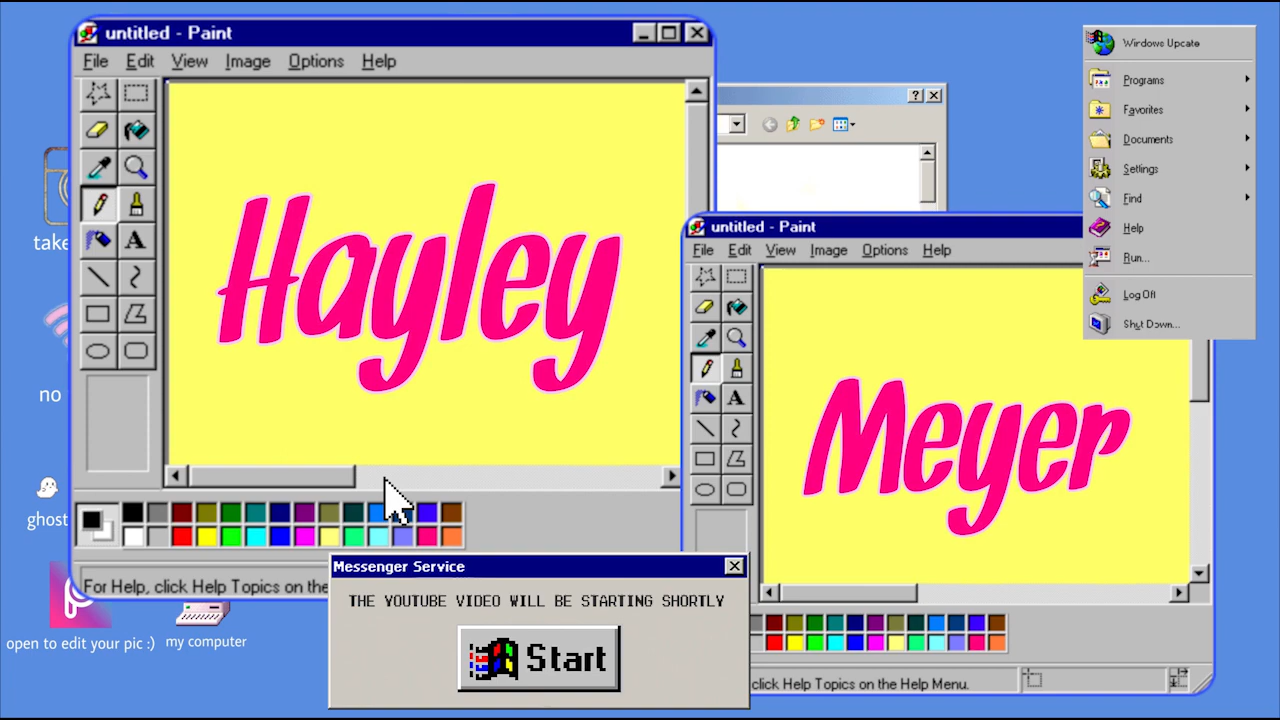 untitled - Paint
File Edit View Image Options Help
Hayley
For Help, click Help Topics on the
?
untitled - Paint
File Edit View Image Options Help
Meyer
click Help Topics on the Help Menu.
Windows Upcate
Programs
Favorites
Documents
Settings
Find
Help
Run...
Log Off
Shut Down...
take
no
ghost
open to edit your pic :)
my computer
Messenger Service
THE YOUTUBE VIDEO WILL BE STARTING SHORTLY
Start